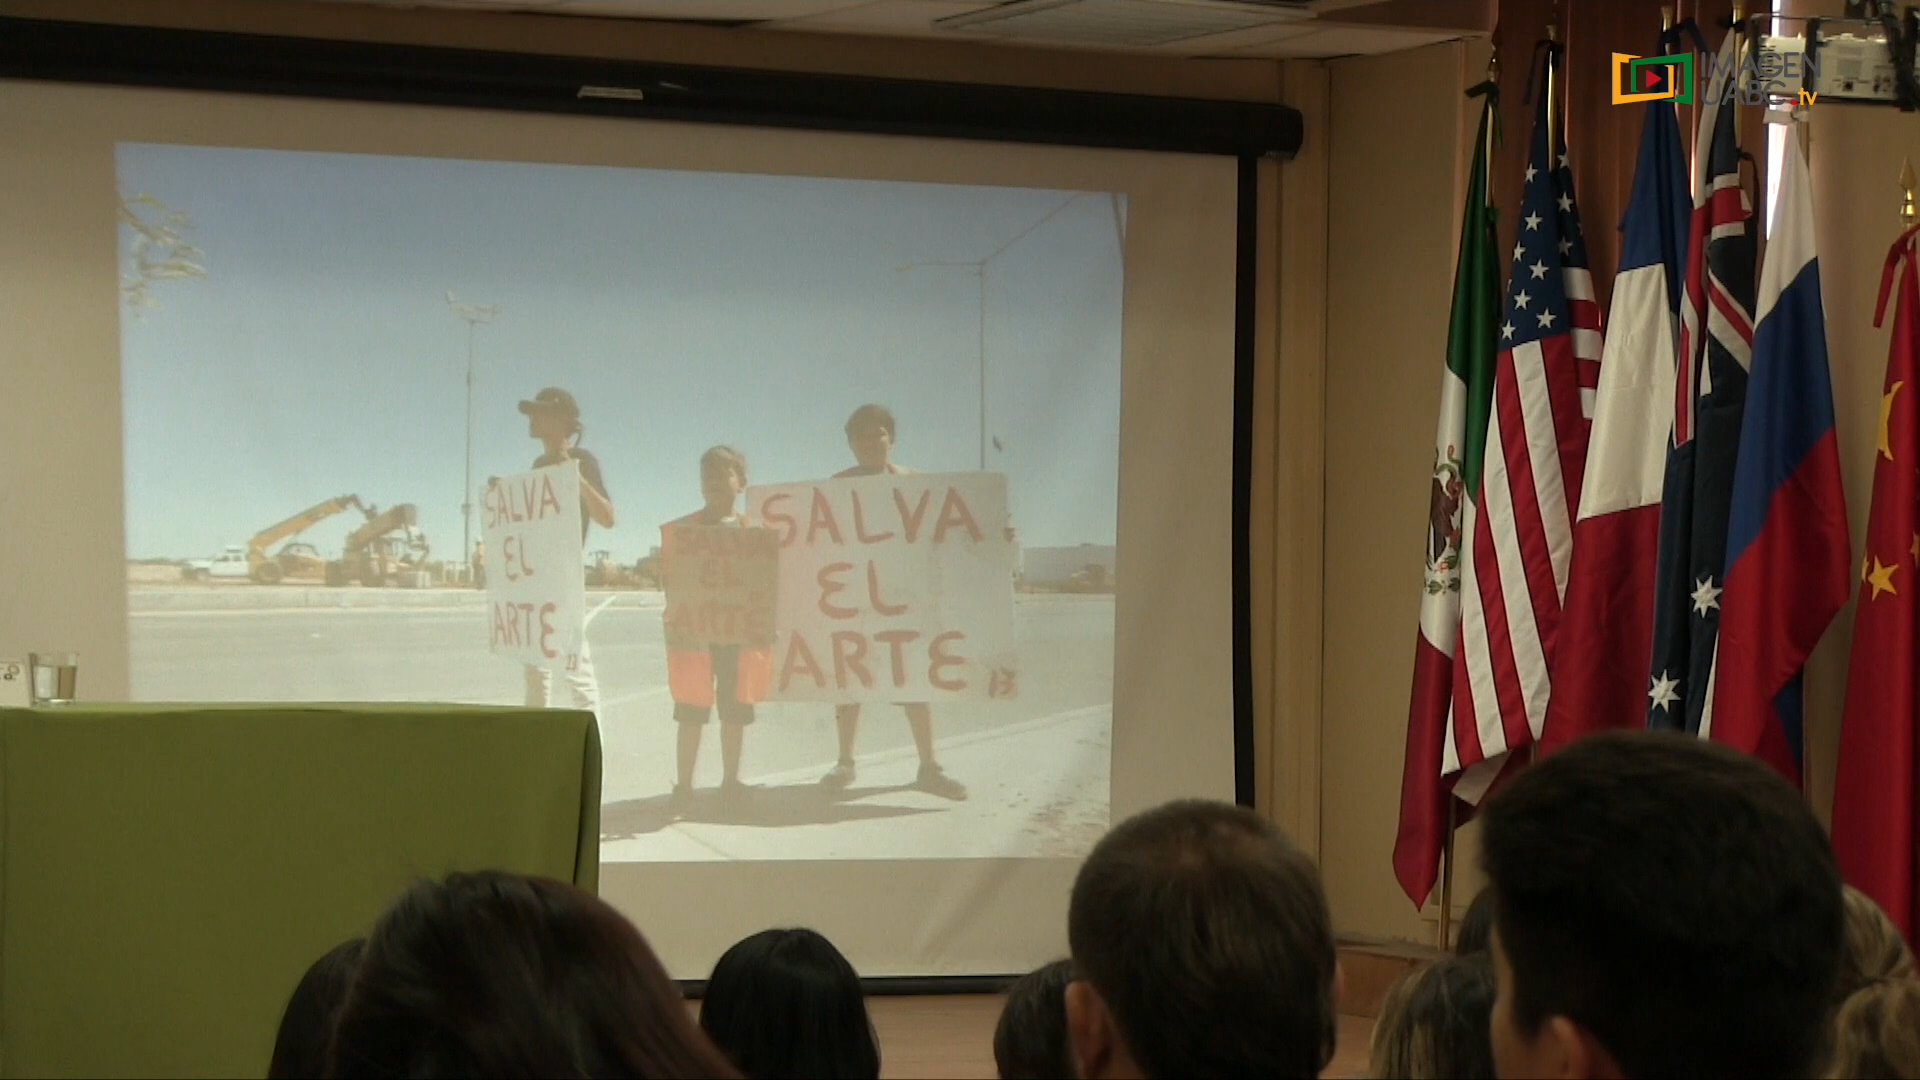 IMAGEN
UABC.tv
SALVA
EL
ARTE
SALVA
EL
ARTE
SALVA
EL
ARTE